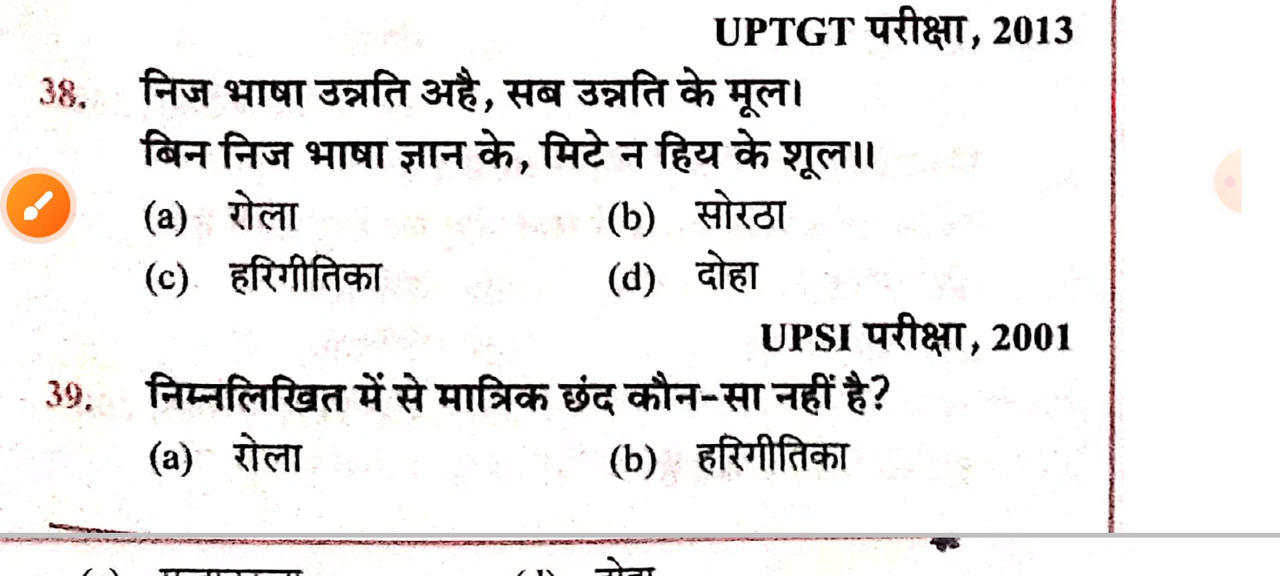 UPTGT परीक्षा, 2013
38. निज भाषा उन्नति अहै, सब उन्नति के मूल।
बिन निज भाषा ज्ञान के, मिटे न हिय के शूल॥
(a) रोला (b) सोरठा
(c) हरिगीतिका (d) दोहा
UPSI परीक्षा, 2001
39. निम्नलिखित में से मात्रिक छंद कौन-सा नहीं है?
(a) रोला (b) हरिगीतिका